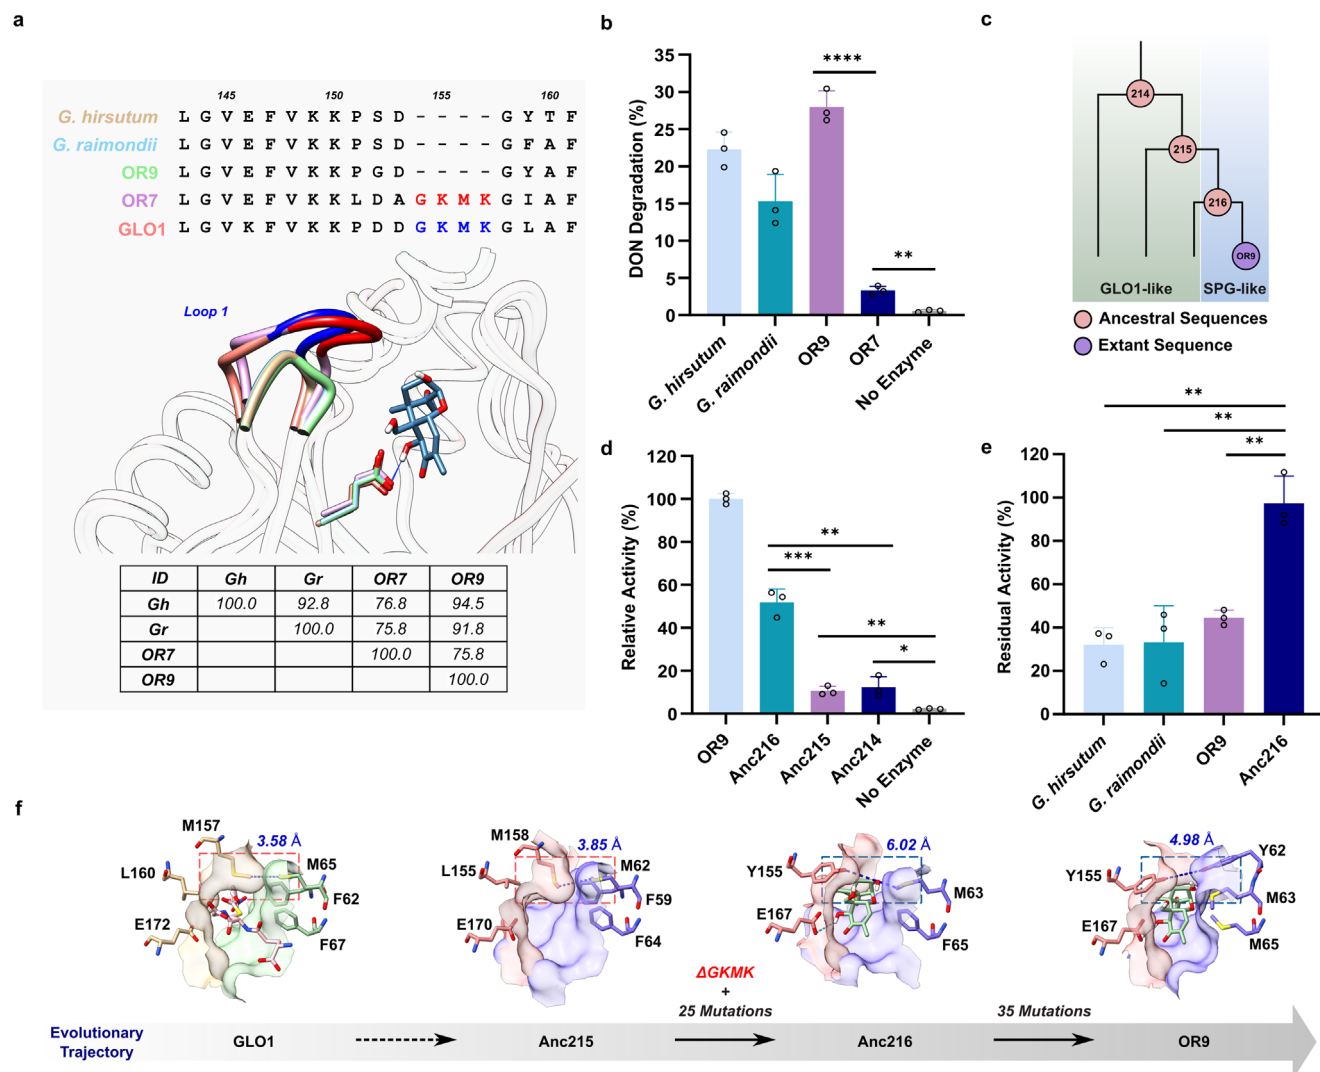 a
145 150 155 160
G. hirsutum L G V E F V K K P S D - - - - G Y T F
G. raimondii L G V E F V K K P S D - - - - G F A F
OR9 L G V E F V K K P G D - - - - G Y A F
OR7 L G V E F V K K L D A G K M K G I A F
GLO1 L G V K F V K K P D D G K M K G L A F
Loop 1
ID Gh Gr OR7 OR9
Gh 100.0 92.8 76.8 94.5
Gr 100.0 75.8 91.8
OR7 100.0 75.8
OR9 100.0
b
DON Degradation (%)
35
30
25
20
15
10
5
0
****
**
G. hirsutum
G. raimondii
OR9
OR7
No Enzyme
c
214
215
216
OR9
GLO1-like SPG-like
Ancestral Sequences
Extant Sequence
d
Relative Activity (%)
120
100
80
60
40
20
0
**
***
**
*
OR9
Anc216
Anc215
Anc214
No Enzyme
e
Residual Activity (%)
120
100
80
60
40
20
0
**
**
**
G. hirsutum
G. raimondii
OR9
Anc216
f
M157
3.58 Å
L160
M65
F62
E172
F67
M158
3.85 Å
L155
M62
F59
E170
F64
Y155
6.02 Å
M63
E167
F65
4.98 Å
Y62
Y155
M63
E167
M65
ΔGKMK
+
25 Mutations
35 Mutations
Evolutionary
Trajectory
GLO1
Anc215
Anc216
OR9